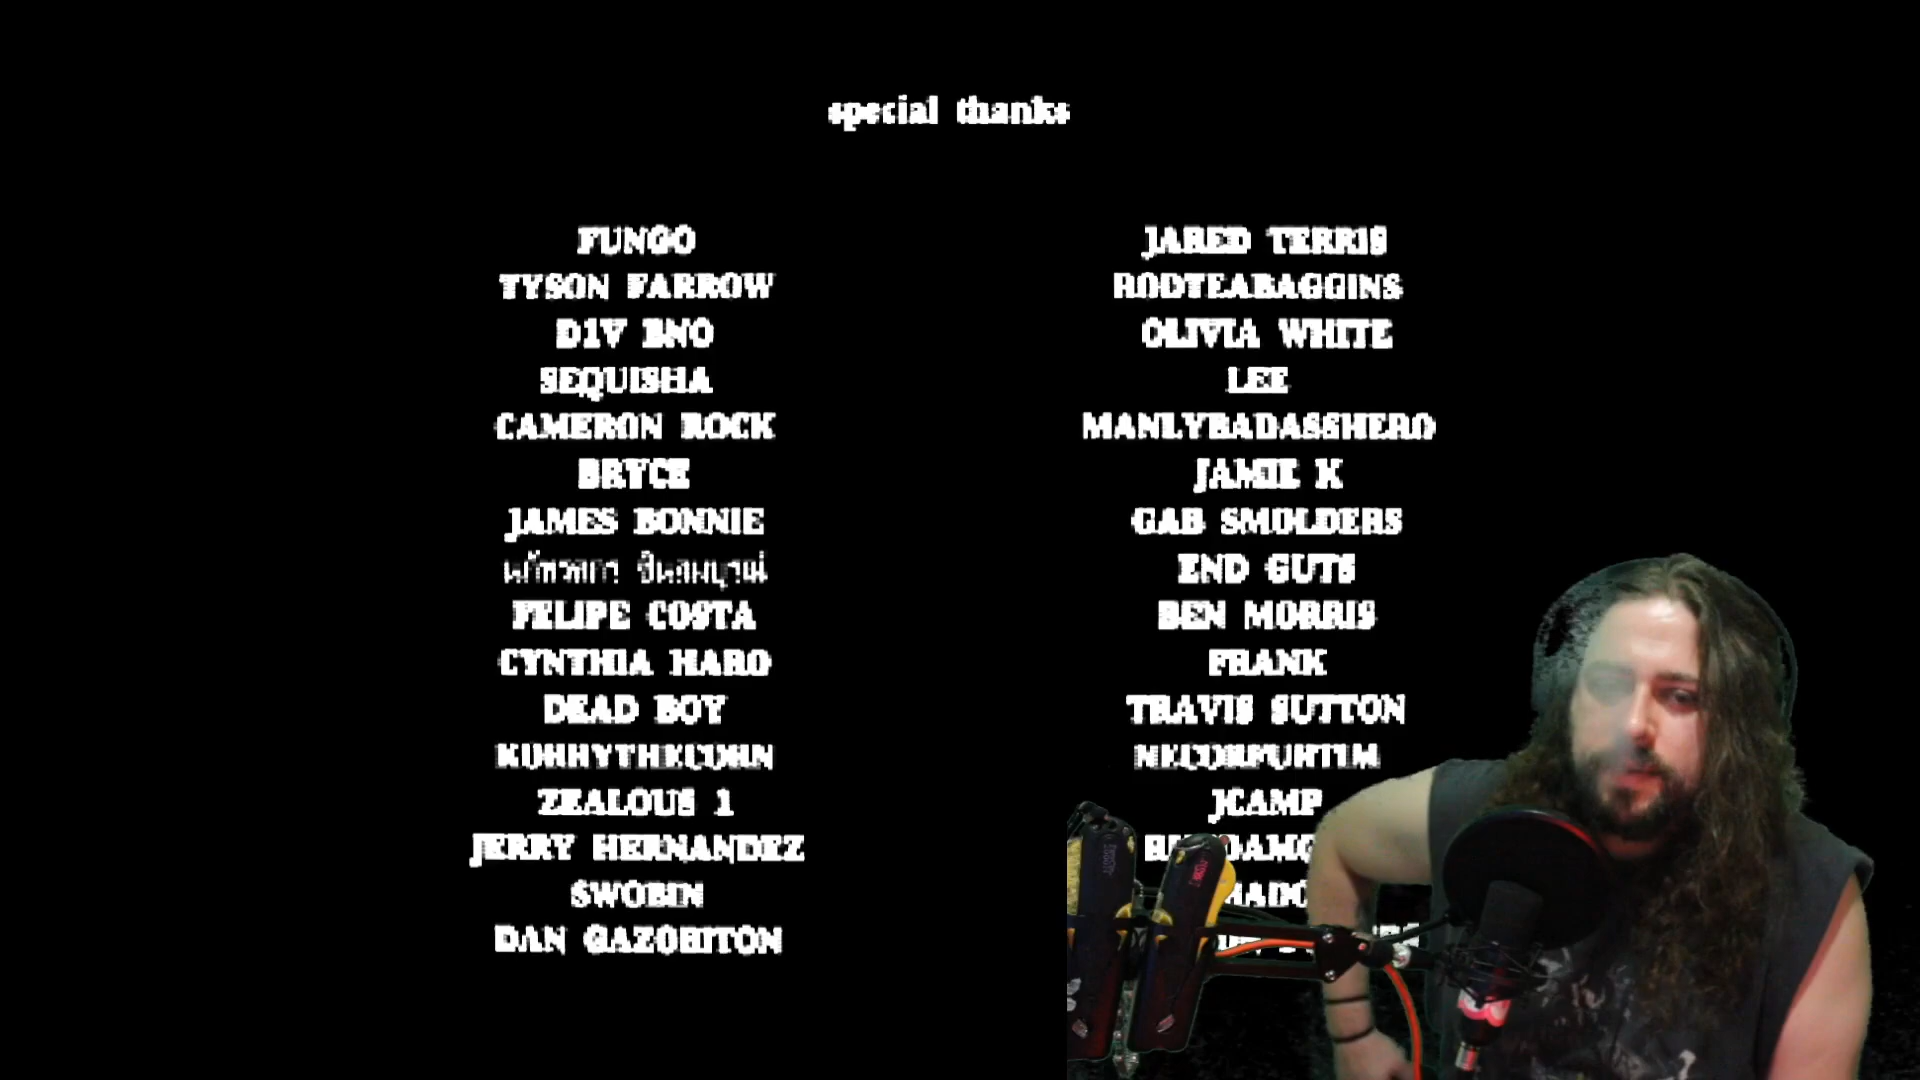 special thanks
FUNGO
TYSON FARROW
D1V BNO
SEQUISHA
CAMERON ROCK
BRYCE
JAMES BONNIE
FELIPE COSTA
CYNTHIA HARO
DEAD BOY
KORHYTHECORN
ZEALOUS 1
JERRY HERNANDEZ
SWOBIN
DAN GAZOBITON
JARED TERRIS
RODTEABAGGINS
OLIVIA WHITE
LEE
MANLYBADASSHERO
JAMIE X
GAB SMOLDERS
END GUTS
BEN MORRIS
FRANK
TRAVIS SUTTON
JCAMP